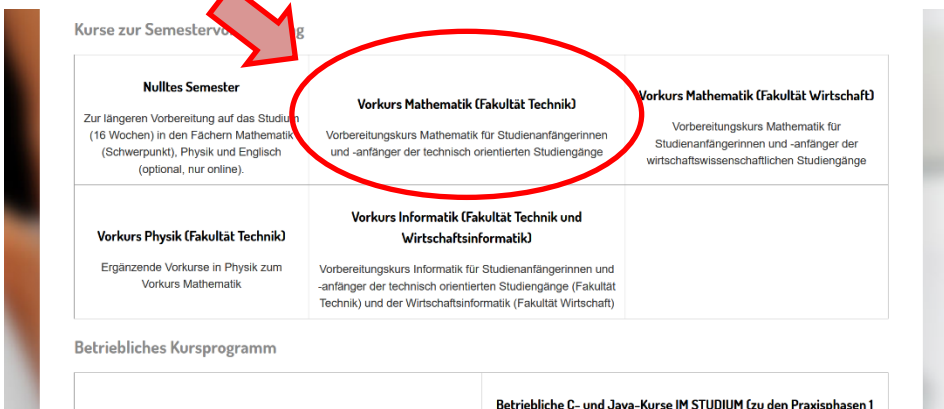 Kurse zur Semestervo
g
Nulltes Semester
Zur längeren Vorbereitung auf das Studium
(16 Wochen) in den Fächern Mathematik
(Schwerpunkt), Physik und Englisch
(optional, nur online).
Vorkurs Mathematik (Fakultät Technik)
Vorbereitungskurs Mathematik für Studienanfängerinnen
und -anfänger der technisch orientierten Studiengänge
Vorkurs Mathematik (Fakultät Wirtschaft)
Vorbereitungskurs Mathematik für
Studienanfängerinnen und -anfänger der
wirtschaftswissenschaftlichen Studiengänge
Vorkurs Physik (Fakultät Technik)
Ergänzende Vorkurse in Physik zum
Vorkurs Mathematik
Vorkurs Informatik (Fakultät Technik und
Wirtschaftsinformatik)
Vorbereitungskurs Informatik für Studienanfängerinnen und
-anfänger der technisch orientierten Studiengänge (Fakultät
Technik) und der Wirtschaftsinformatik (Fakultät Wirtschaft)
Betriebliches Kursprogramm
Betriebliche C- und Java-Kurse IM STUDIUM (zu den Praxisphasen 1